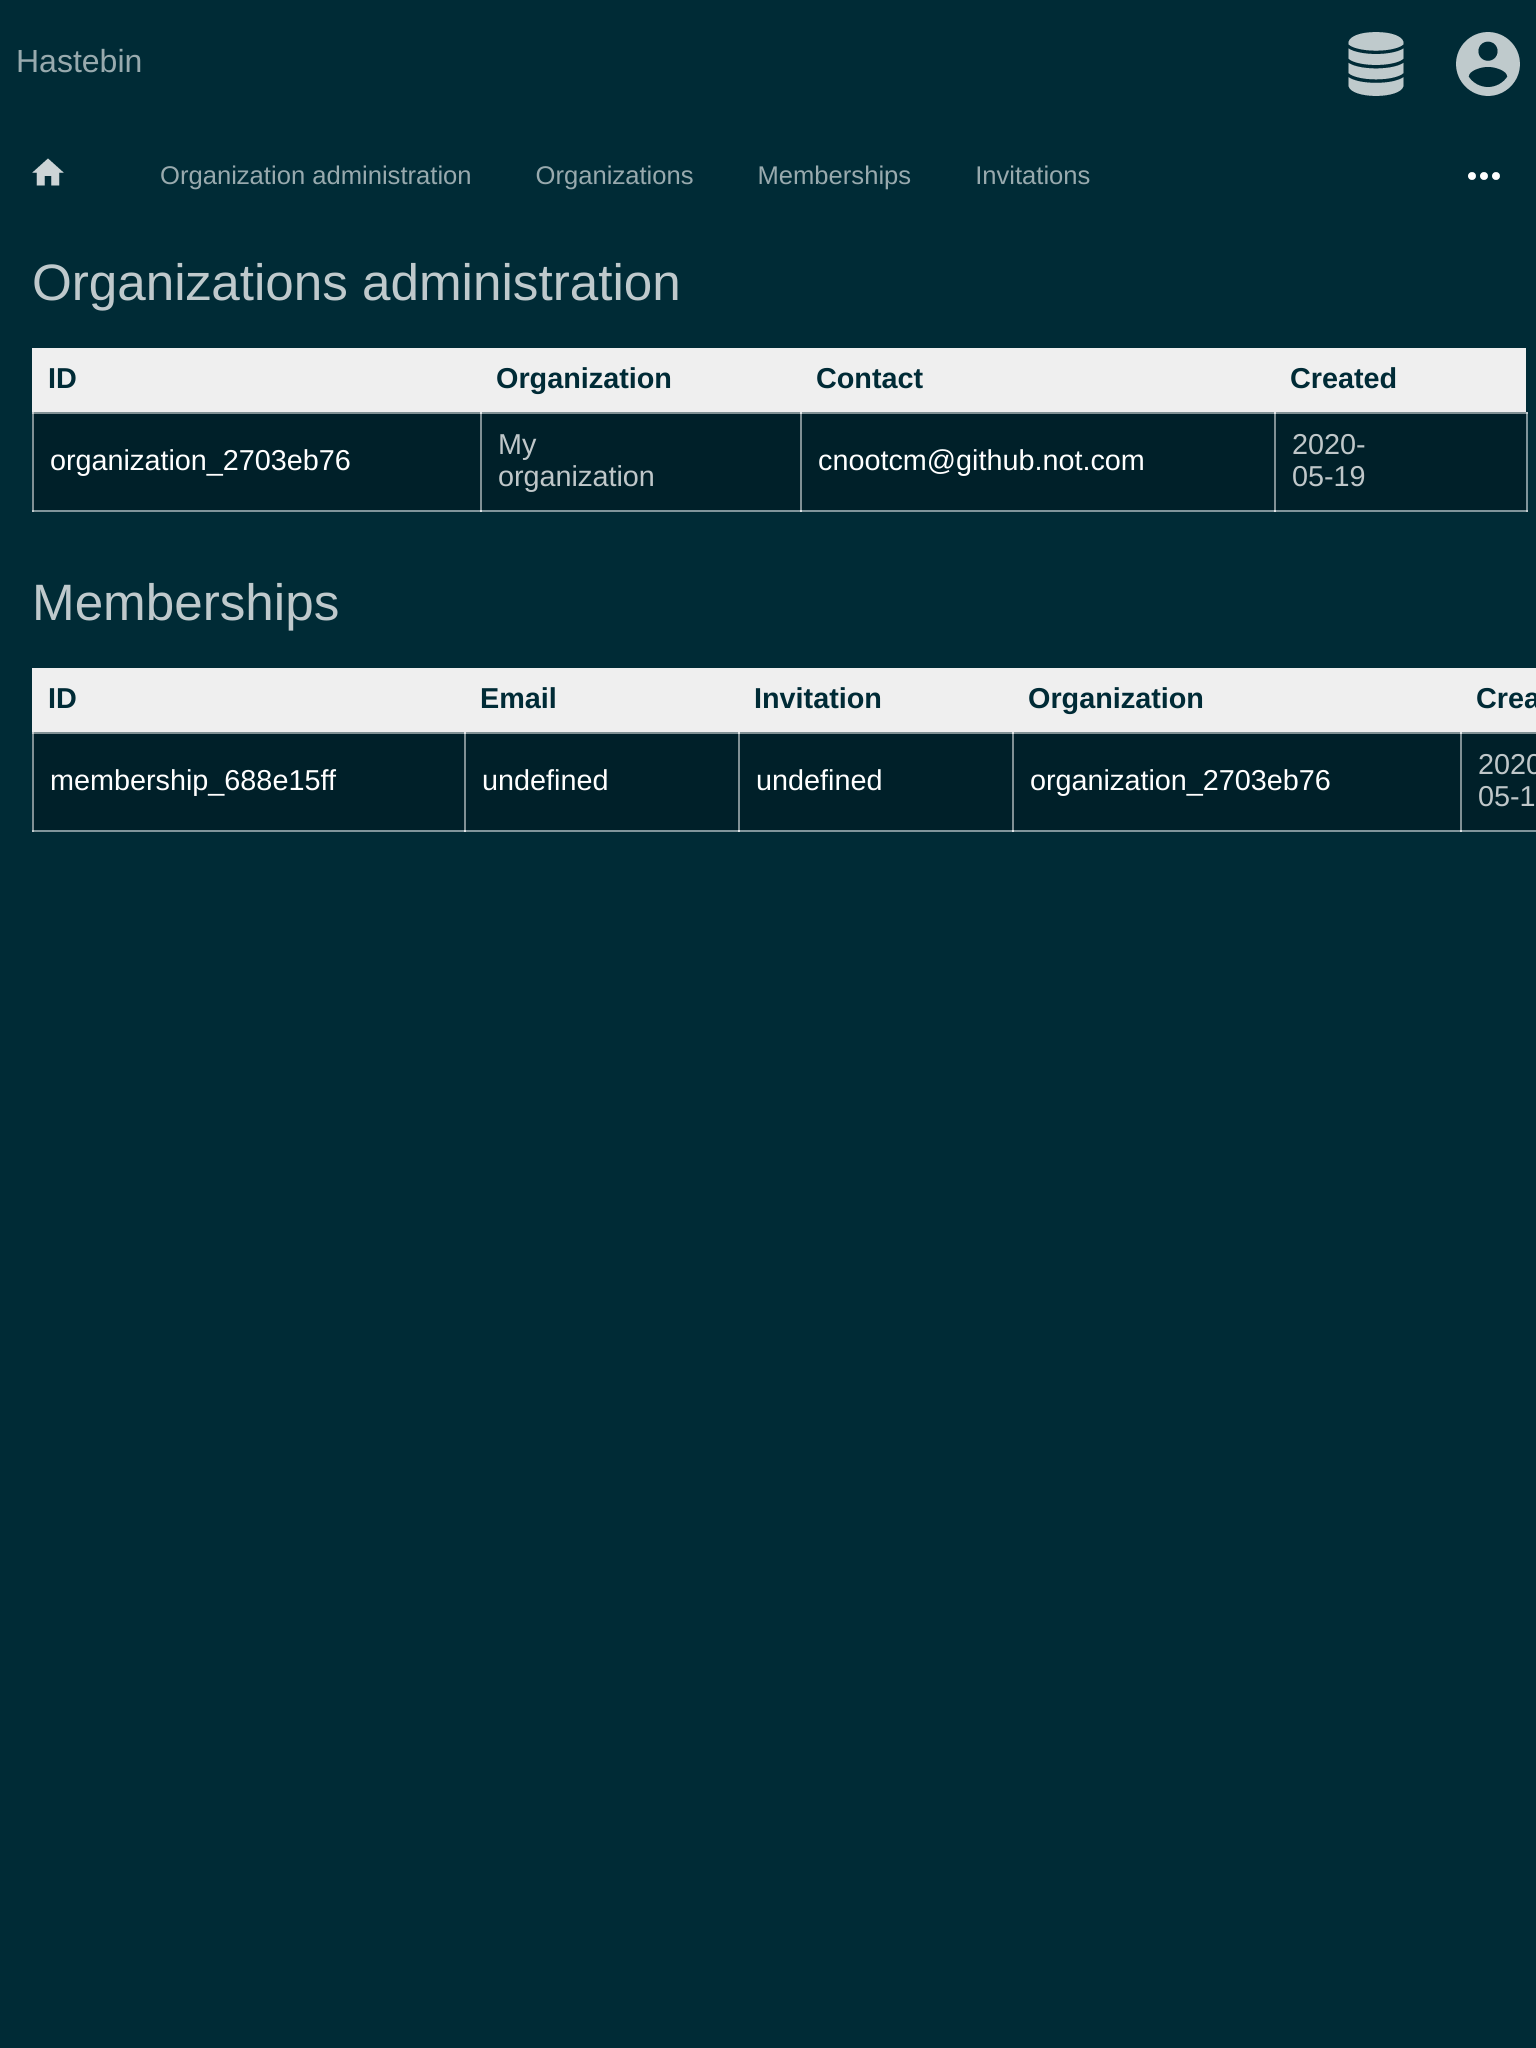 Hastebin
Organization administration Organizations Memberships Invitations
Organizations administration
ID Organization Contact Created
organization_2703eb76 My organization cnootcm@github.not.com 2020-05-19
Memberships
ID Email Invitation Organization Crea
membership_688e15ff undefined undefined organization_2703eb76 2020 05-1